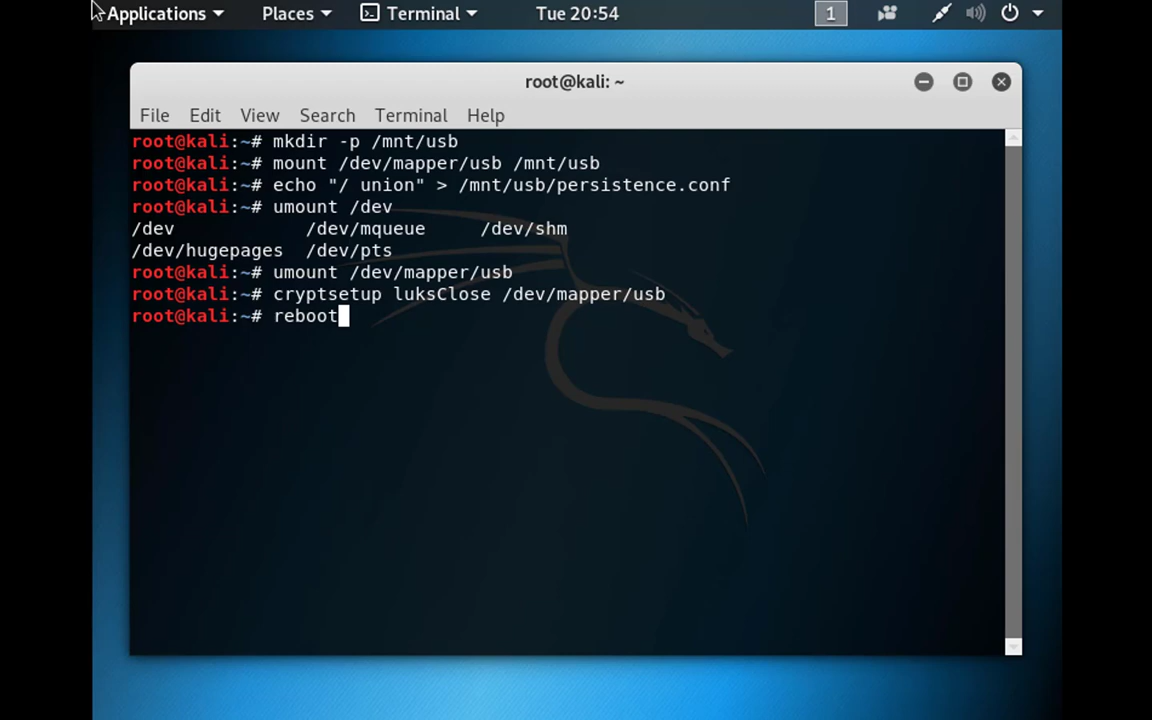 Applications Places Terminal Tue 20:54 1
root@kali: ~
File Edit View Search Terminal Help
root@kali:~# mkdir -p /mnt/usb
root@kali:~# mount /dev/mapper/usb /mnt/usb
root@kali:~# echo "/ union" > /mnt/usb/persistence.conf
root@kali:~# umount /dev
/dev /dev/mqueue /dev/shm
/dev/hugepages /dev/pts
root@kali:~# umount /dev/mapper/usb
root@kali:~# cryptsetup luksClose /dev/mapper/usb
root@kali:~# reboot